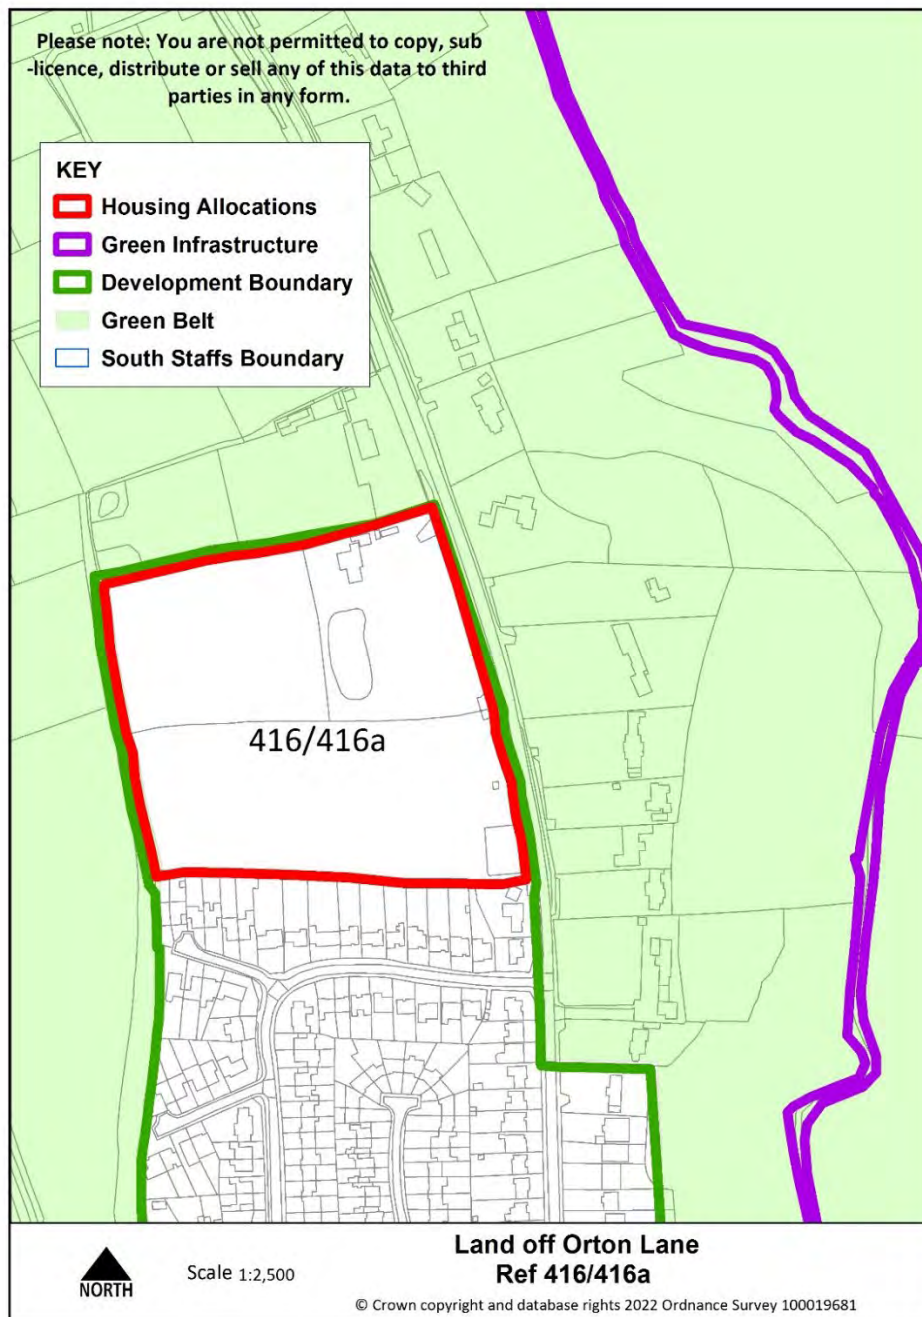 Please note: You are not permitted to copy, sub
-licence, distribute or sell any of this data to third
parties in any form.
KEY
Housing Allocations
Green Infrastructure
Development Boundary
Green Belt
South Staffs Boundary
416/416a
NORTH
Scale 1:2,500
Land off Orton Lane
Ref 416/416a
© Crown copyright and database rights 2022 Ordnance Survey 100019681